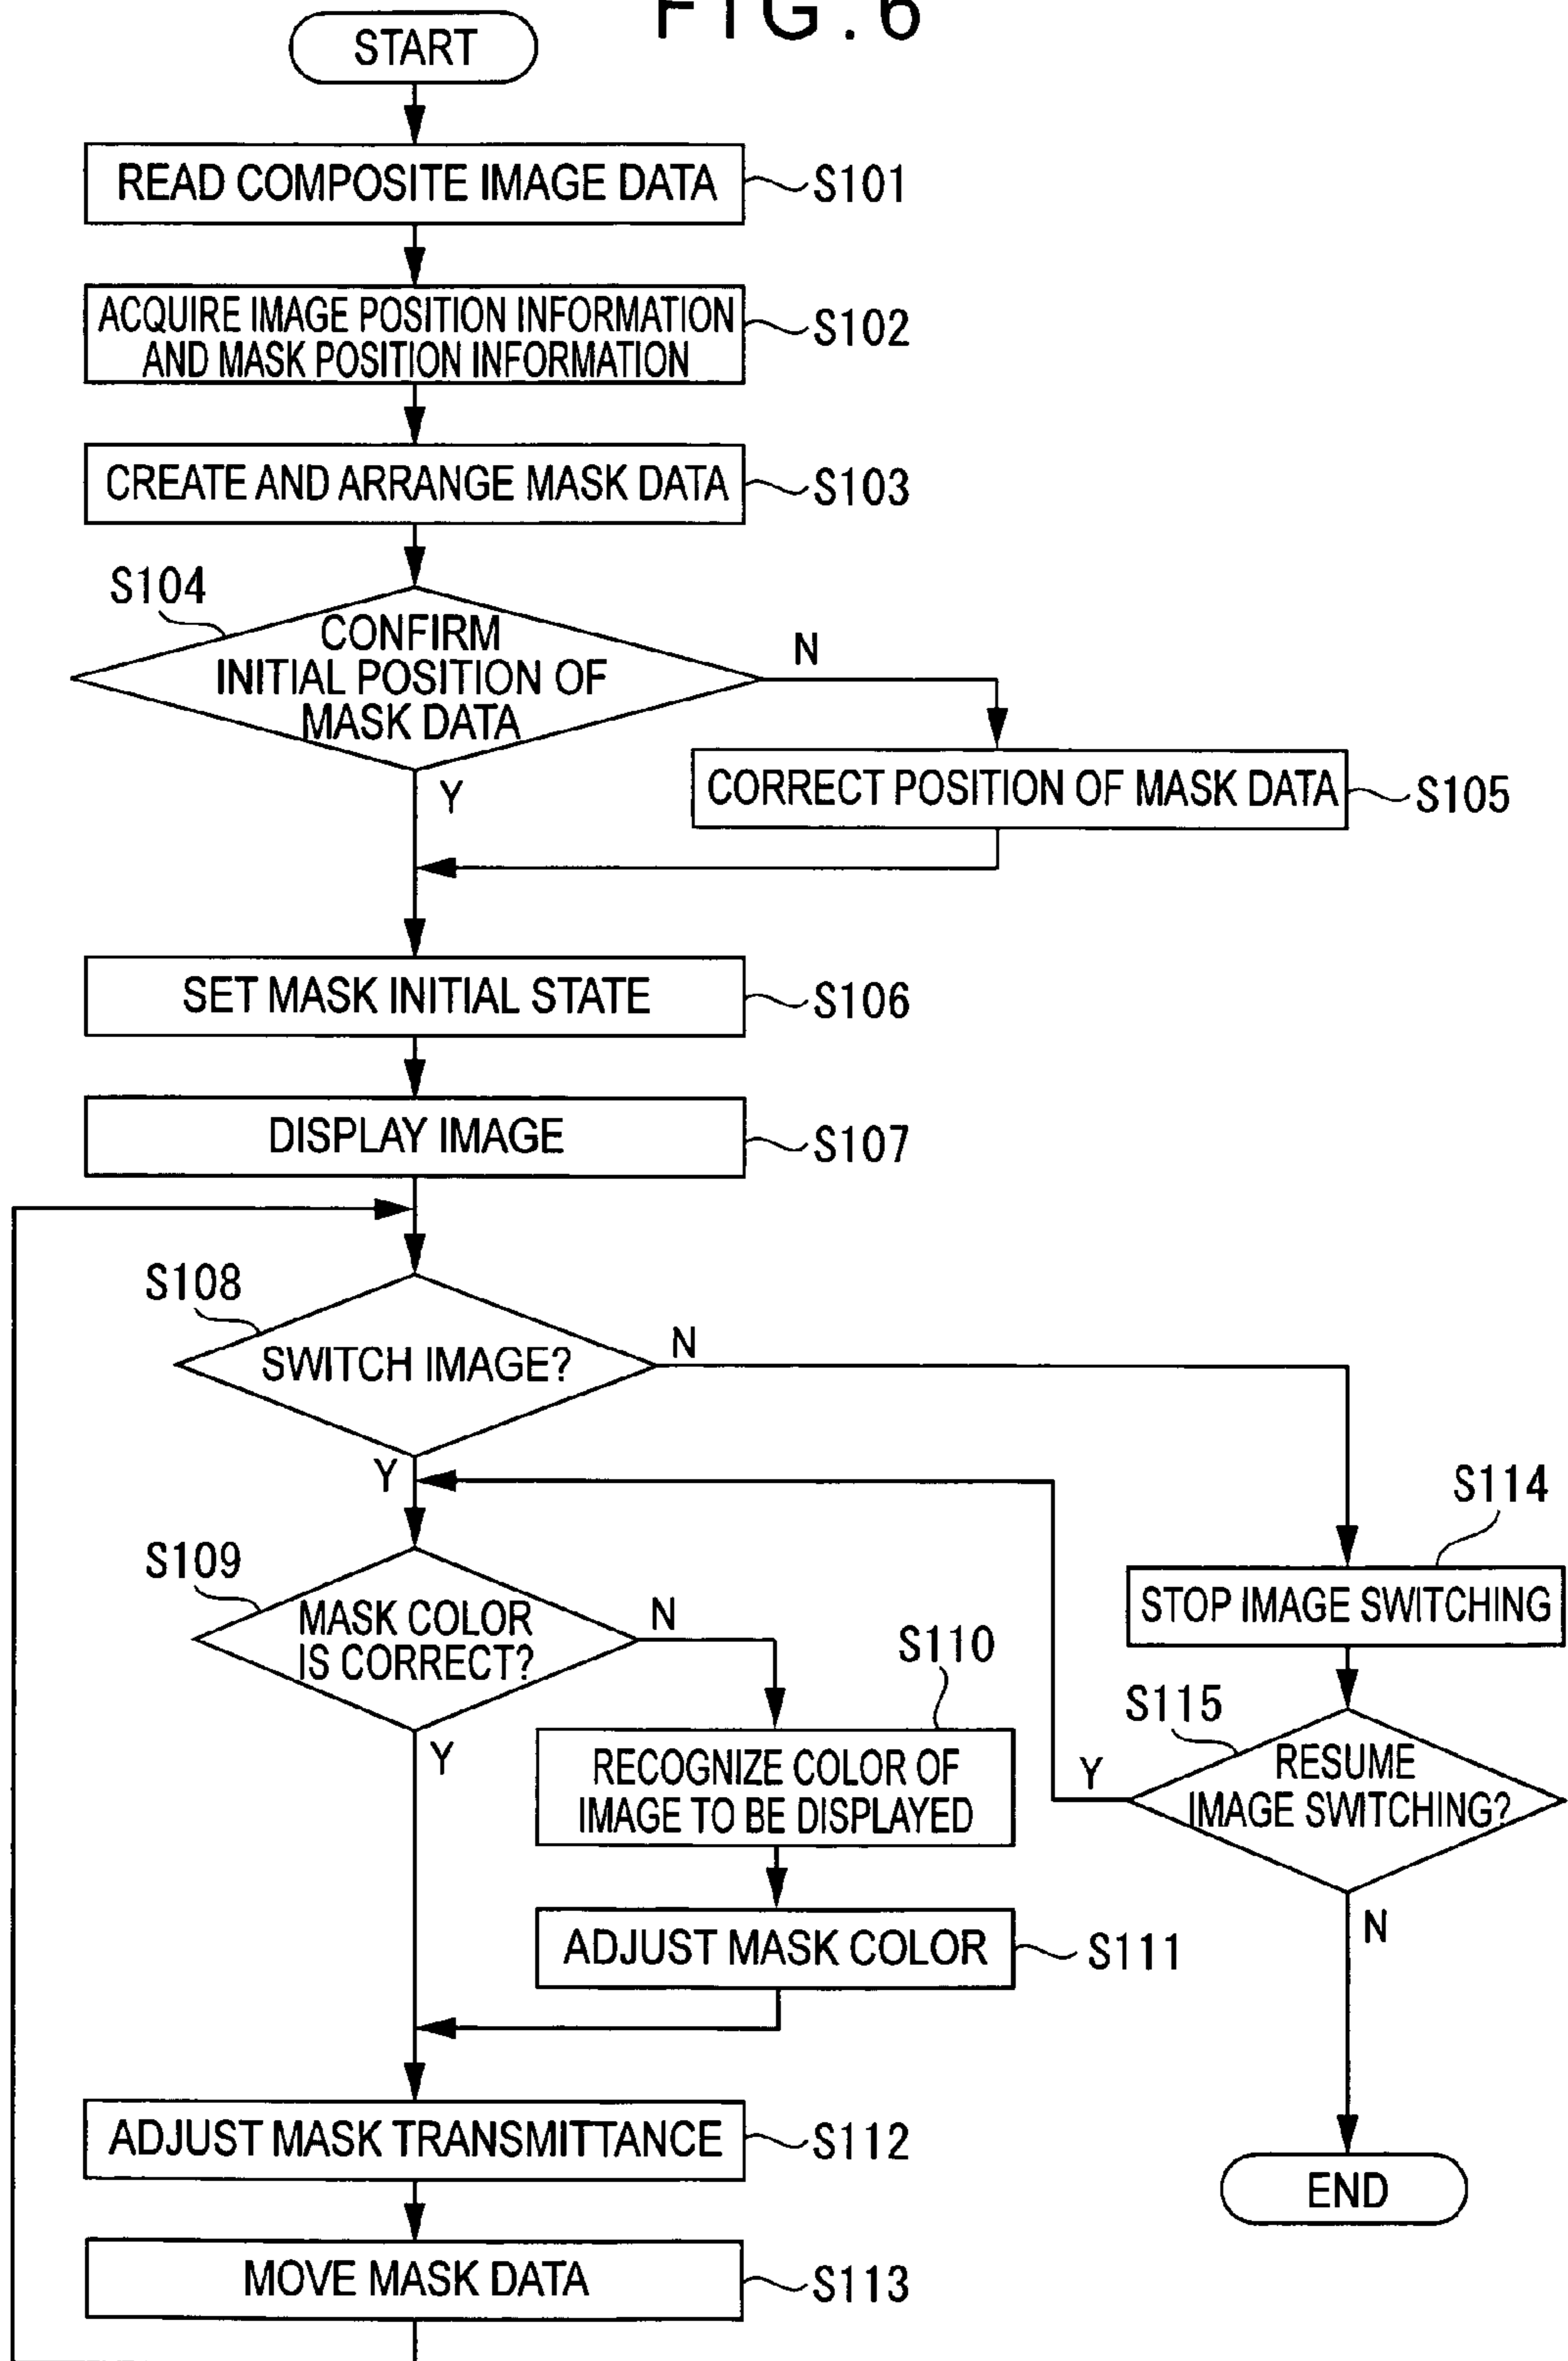 FIG.6
START
READ COMPOSITE IMAGE DATA
S101
ACQUIRE IMAGE POSITION INFORMATION
AND MASK POSITION INFORMATION
S102
CREATE AND ARRANGE MASK DATA
S103
S104
CONFIRM
INITIAL POSITION OF
MASK DATA
N
Y
CORRECT POSITION OF MASK DATA
S105
SET MASK INITIAL STATE
S106
DISPLAY IMAGE
S107
S108
SWITCH IMAGE?
N
Y
S114
STOP IMAGE SWITCHING
S109
MASK COLOR
IS CORRECT?
N
Y
S110
RECOGNIZE COLOR OF
IMAGE TO BE DISPLAYED
S115
RESUME
IMAGE SWITCHING?
Y
N
ADJUST MASK COLOR
S111
ADJUST MASK TRANSMITTANCE
S112
END
MOVE MASK DATA
S113